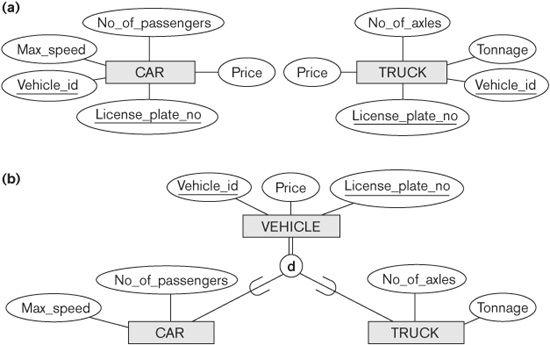 (a)
No_of_passengers
Max_speed
Vehicle_id
CAR
Price
License_plate_no
No_of_axles
Tonnage
Price
TRUCK
Vehicle_id
License_plate_no
(b)
Vehicle_id
Price
License_plate_no
VEHICLE
d
No_of_passengers
Max_speed
CAR
No_of_axles
Tonnage
TRUCK